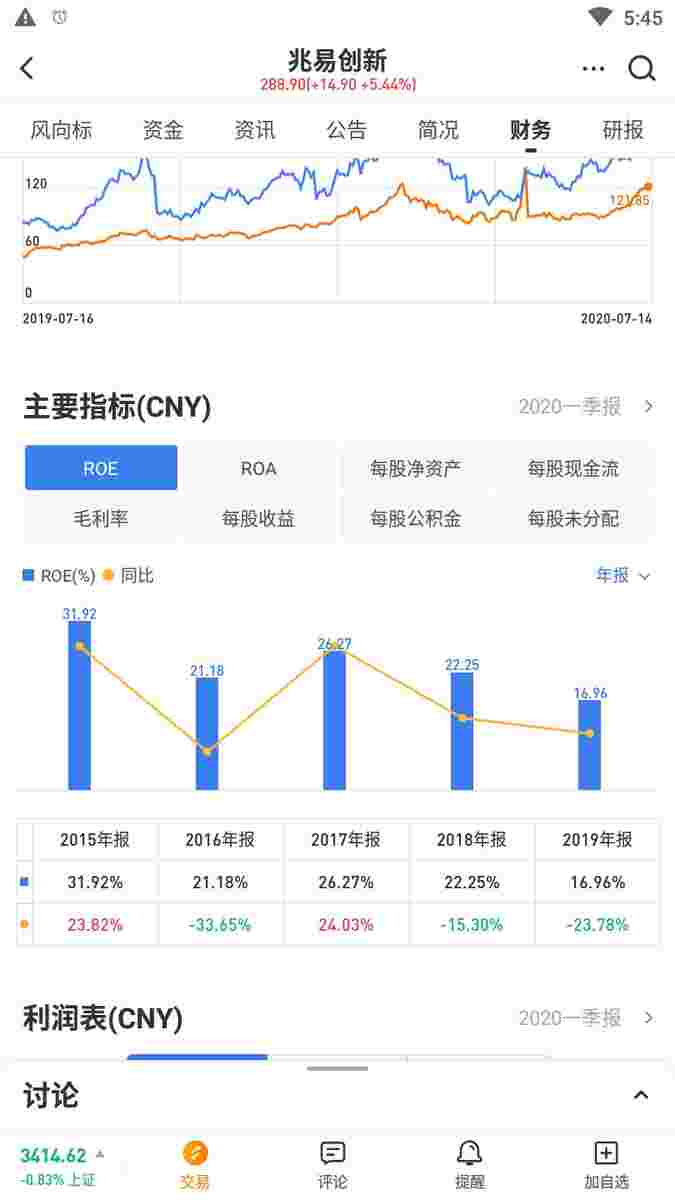 5:45
兆易创新
288.90(+14.90 +5.44%)
风向标 资金 资讯 公告 简况 财务 研报
120
121.85
60
0
2019-07-16 2020-07-14
主要指标(CNY) 2020一季报
ROE ROA 每股净资产 每股现金流
毛利率 每股收益 每股公积金 每股未分配
ROE(%) 同比 年报
31.92
21.18
26.27
22.25
16.96
2015年报 2016年报 2017年报 2018年报 2019年报
31.92% 21.18% 26.27% 22.25% 16.96%
23.82% -33.65% 24.03% -15.30% -23.78%
利润表(CNY) 2020一季报
讨论
3414.62
-0.83% 上证
交易 评论 提醒 加自选